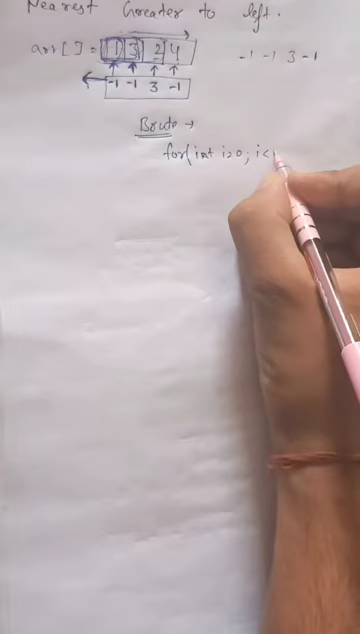 Nearest Greater to left.
arr[] = 1 3 2 4
-1 -1 3 -1
-1 -1 3 -1
Brute →
for(int i=0; i<